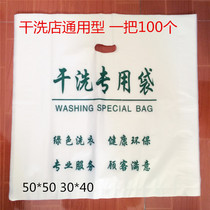 干洗店通用型 一把100个
干洗专用袋
WASHING SPECIAL BAG
绿色洗衣 健康环保
专业服务 顾客满意
50*50 30*40